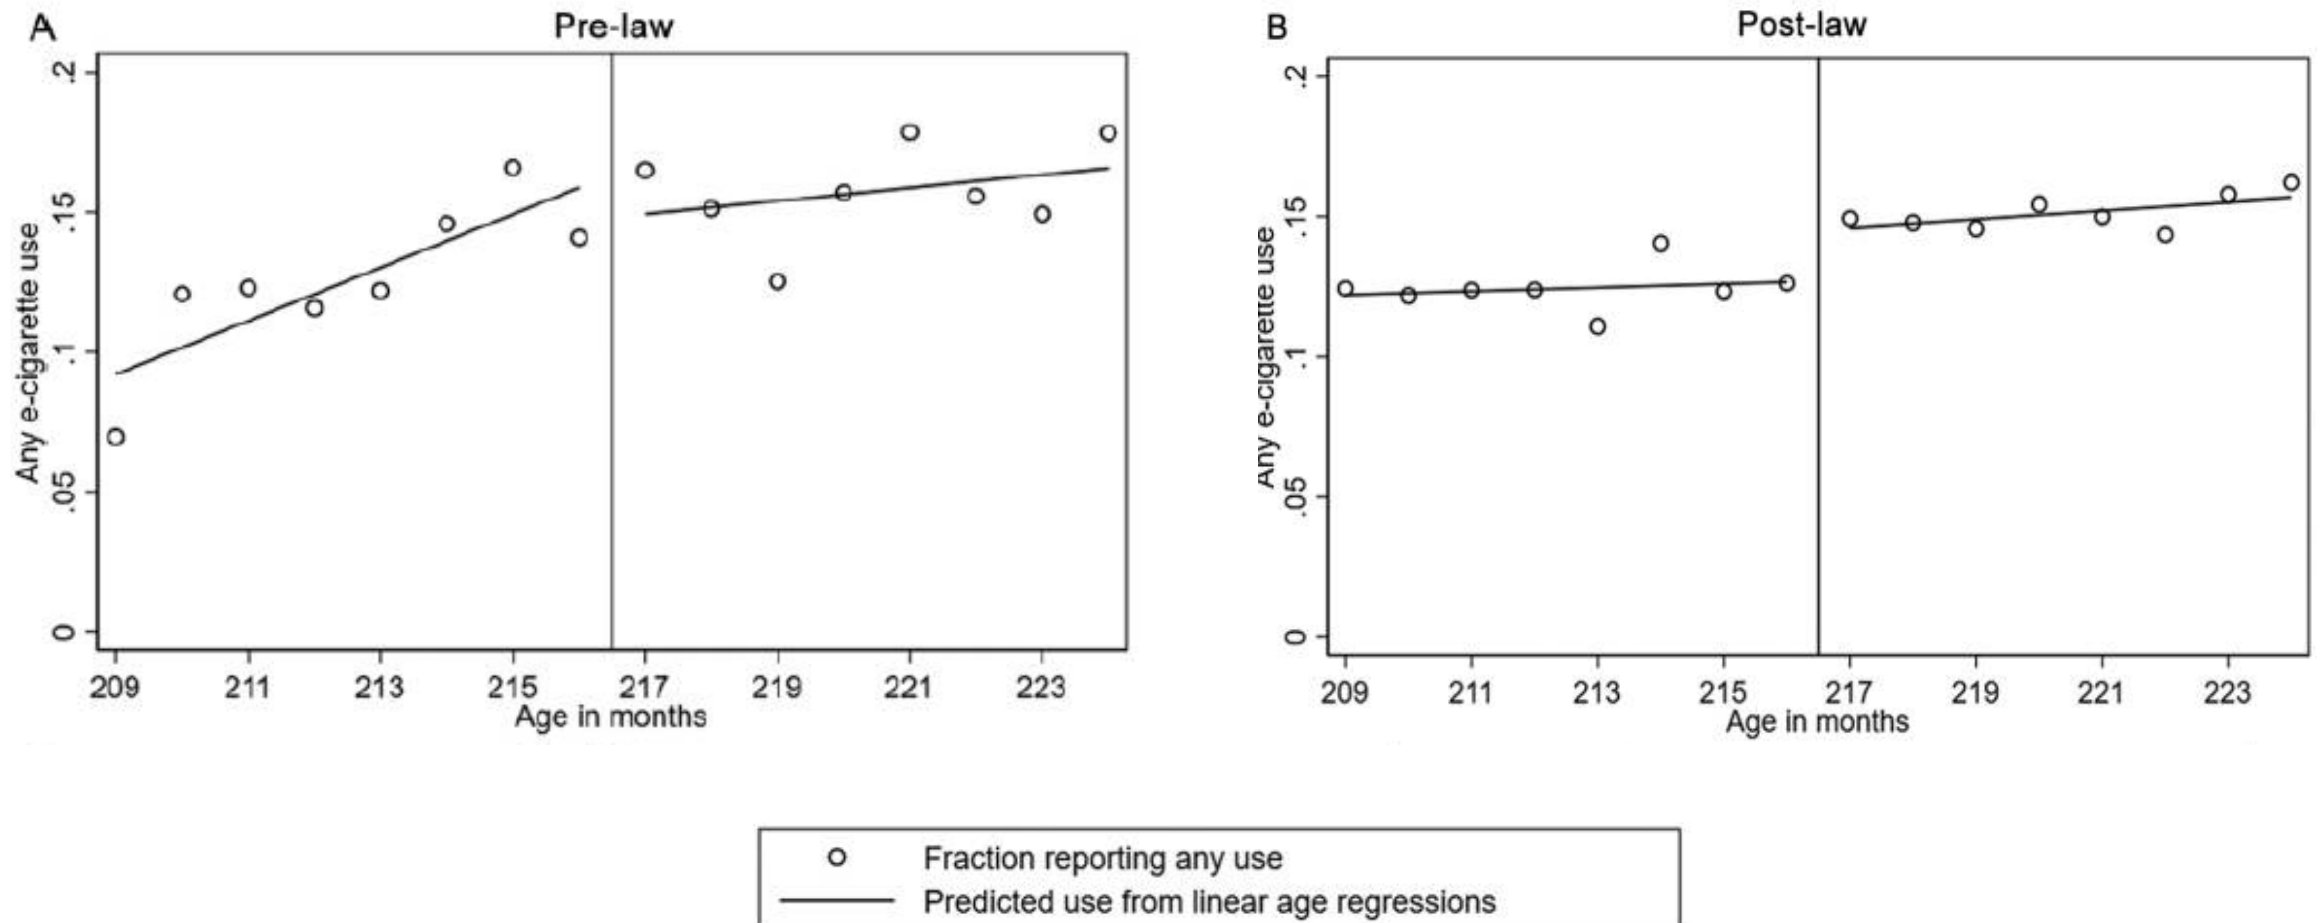 A
Pre-law
.2
.15
.1
.05
0
Any e-cigarette use
209 211 213 215 217 219 221 223
Age in months
B
Post-law
.2
.15
.1
.05
0
Any e-cigarette use
209 211 213 215 217 219 221 223
Age in months
Fraction reporting any use
Predicted use from linear age regressions